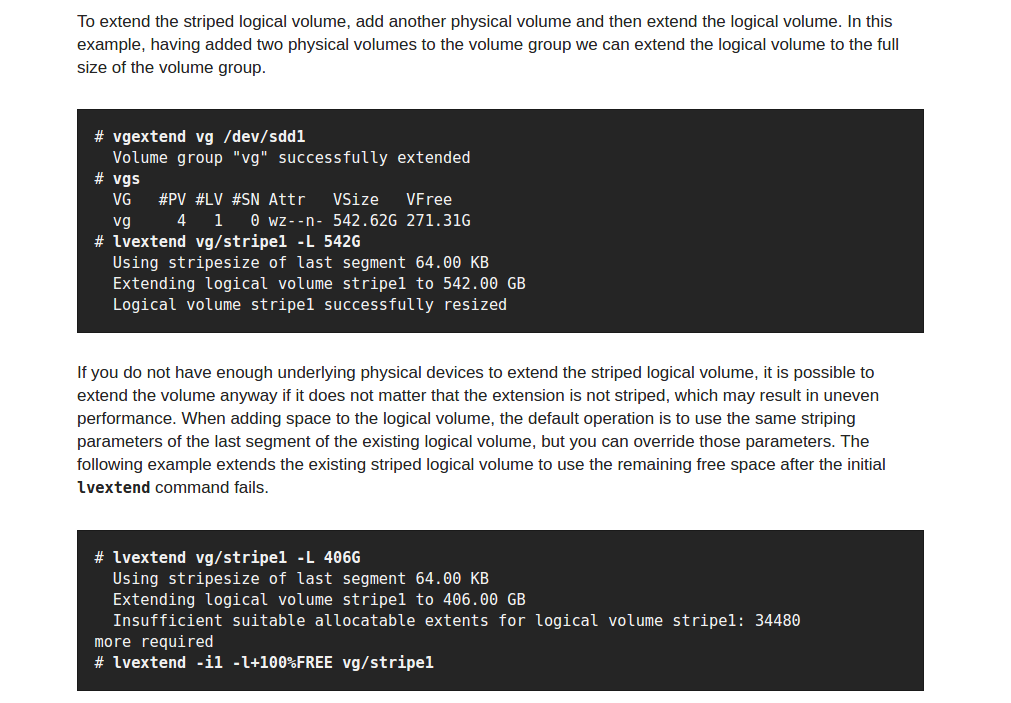 To extend the striped logical volume, add another physical volume and then extend the logical volume. In this
example, having added two physical volumes to the volume group we can extend the logical volume to the full
size of the volume group.
# vgextend vg /dev/sdd1
  Volume group "vg" successfully extended
# vgs
  VG   #PV #LV #SN Attr   VSize   VFree
  vg     4   1   0 wz--n- 542.62G 271.31G
# lvextend vg/stripe1 -L 542G
  Using stripesize of last segment 64.00 KB
  Extending logical volume stripe1 to 542.00 GB
  Logical volume stripe1 successfully resized
If you do not have enough underlying physical devices to extend the striped logical volume, it is possible to
extend the volume anyway if it does not matter that the extension is not striped, which may result in uneven
performance. When adding space to the logical volume, the default operation is to use the same striping
parameters of the last segment of the existing logical volume, but you can override those parameters. The
following example extends the existing striped logical volume to use the remaining free space after the initial
lvextend command fails.
# lvextend vg/stripe1 -L 406G
  Using stripesize of last segment 64.00 KB
  Extending logical volume stripe1 to 406.00 GB
  Insufficient suitable allocatable extents for logical volume stripe1: 34480
more required
# lvextend -i1 -l+100%FREE vg/stripe1